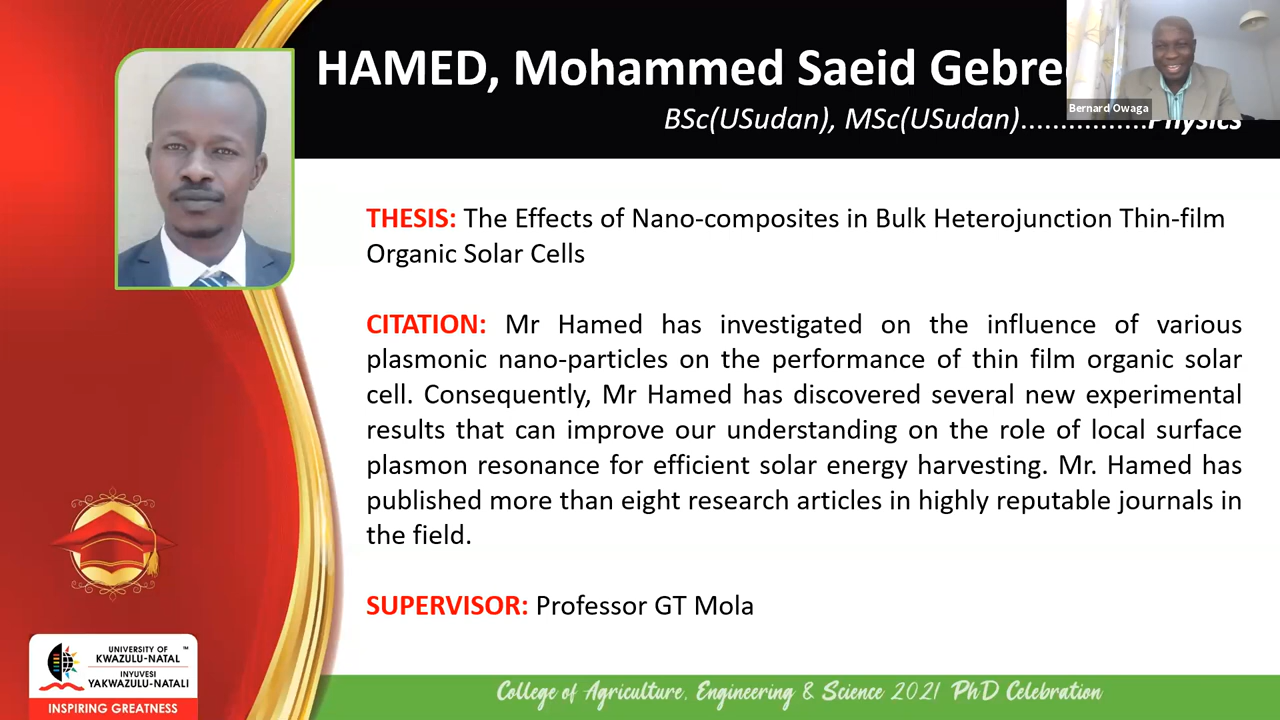 HAMED, Mohammed Saeid
Bernard Owaga
BSc(USudan), MSc(USudan)................Physics
THESIS: The Effects of Nano-composites in Bulk Heterojunction Thin-film
Organic Solar Cells
CITATION: Mr Hamed has investigated on the influence of various
plasmonic nano-particles on the performance of thin film organic solar
cell. Consequently, Mr Hamed has discovered several new experimental
results that can improve our understanding on the role of local surface
plasmon resonance for efficient solar energy harvesting. Mr. Hamed has
published more than eight research articles in highly reputable journals in
the field.
SUPERVISOR: Professor GT Mola
UNIVERSITY OF ™
KWAZULU-NATAL
INYUVESI
YAKWAZULU-NATALI
INSPIRING GREATNESS
College of Agriculture, Engineering & Science 2021 PhD Celebration